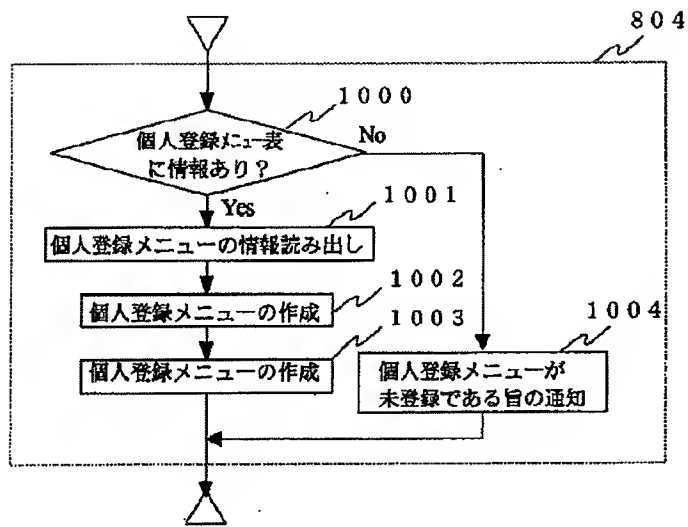 ８０４
１０００
個人登録メニュー表
に情報あり？
No
Yes
１００１
個人登録メニューの情報読み出し
１００２
個人登録メニューの作成
１００３
個人登録メニューの作成
１００４
個人登録メニューが
未登録である旨の通知